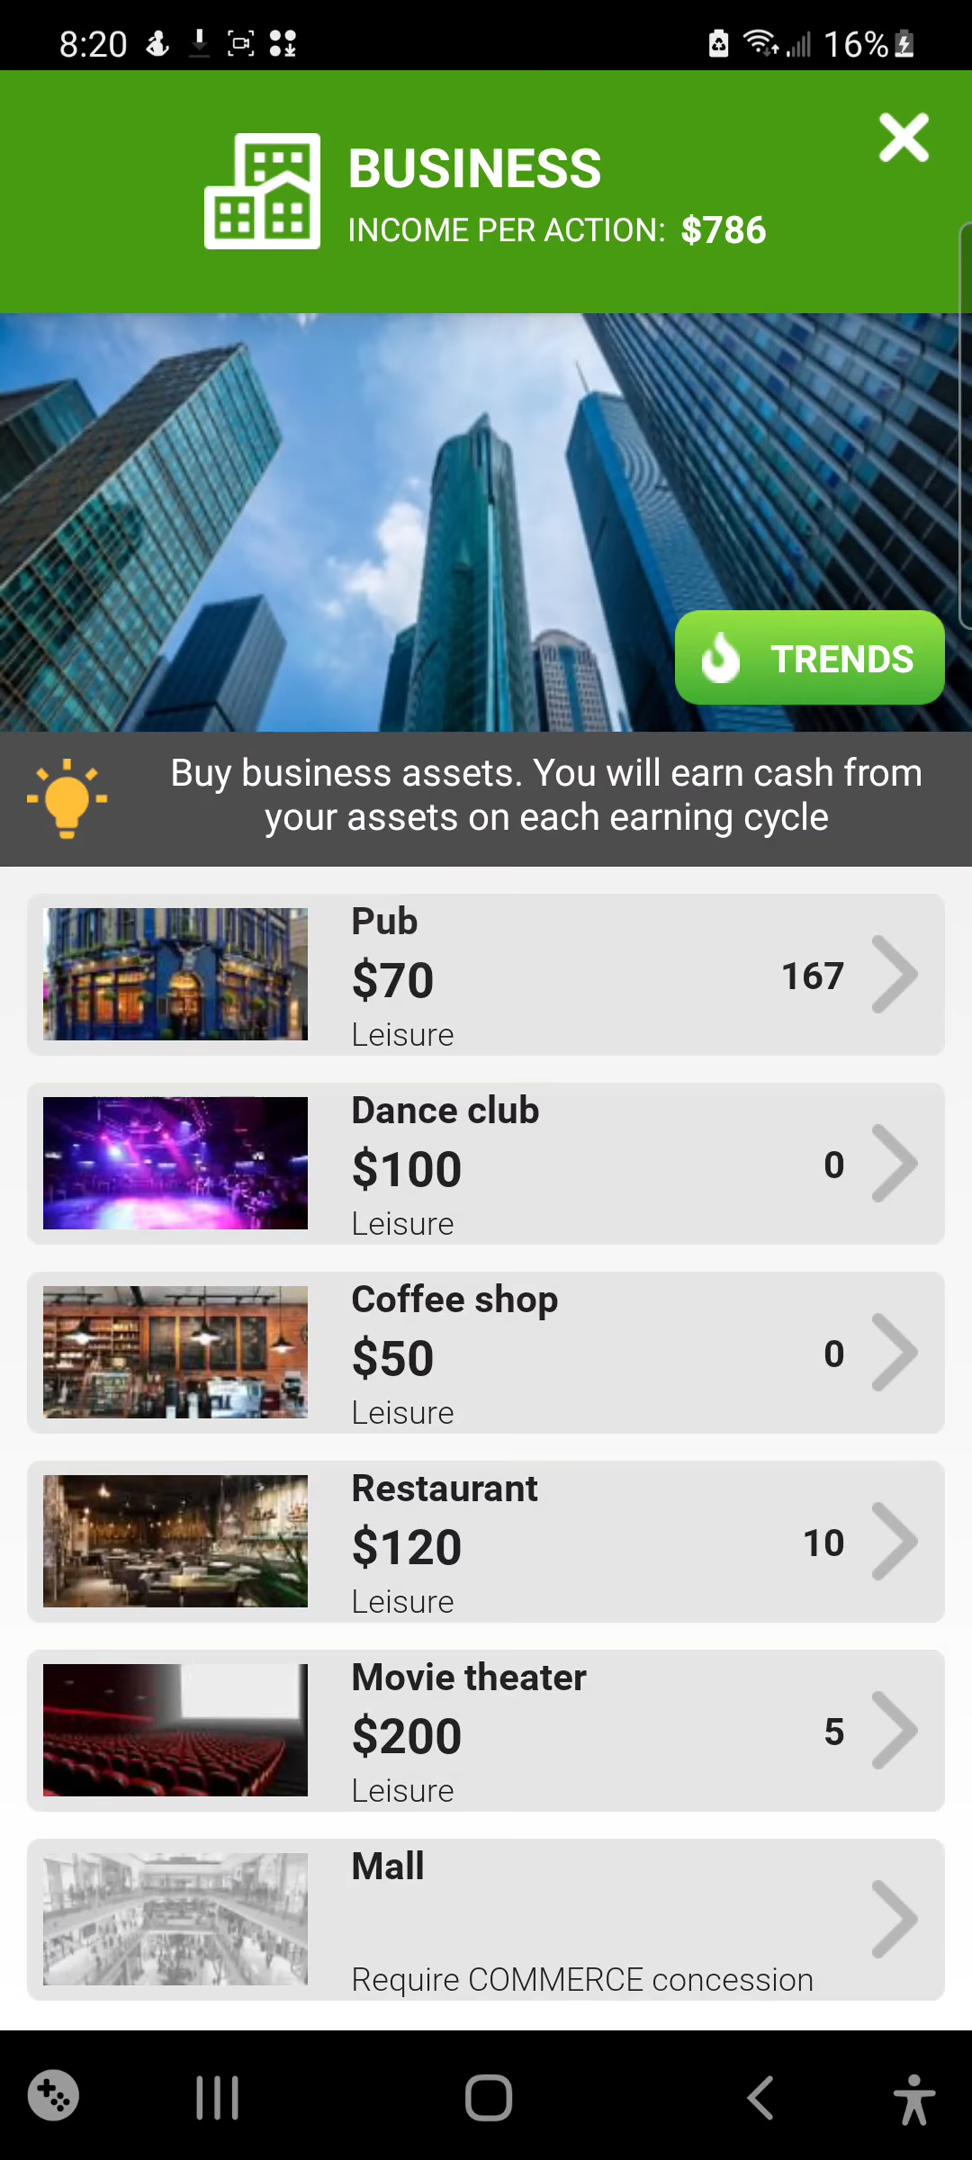 8:20
16%
BUSINESS
INCOME PER ACTION: $786
TRENDS
Buy business assets. You will earn cash from
your assets on each earning cycle
Pub
$70
167
Leisure
Dance club
$100
0
Leisure
Coffee shop
$50
0
Leisure
Restaurant
$120
10
Leisure
Movie theater
$200
5
Leisure
Mall
Require COMMERCE concession